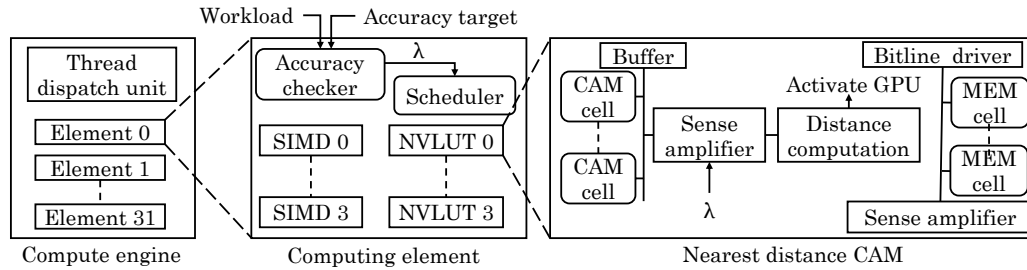 Workload
Accuracy target
Thread
dispatch unit
Element 0
Element 1
Element 31
Compute engine
Accuracy
checker
λ
Scheduler
SIMD 0
NVLUT 0
SIMD 3
NVLUT 3
Computing element
Buffer
CAM
cell
CAM
cell
Sense
amplifier
λ
Activate GPU
Distance
computation
Bitline driver
MEM
cell
MEM
cell
Sense amplifier
Nearest distance CAM